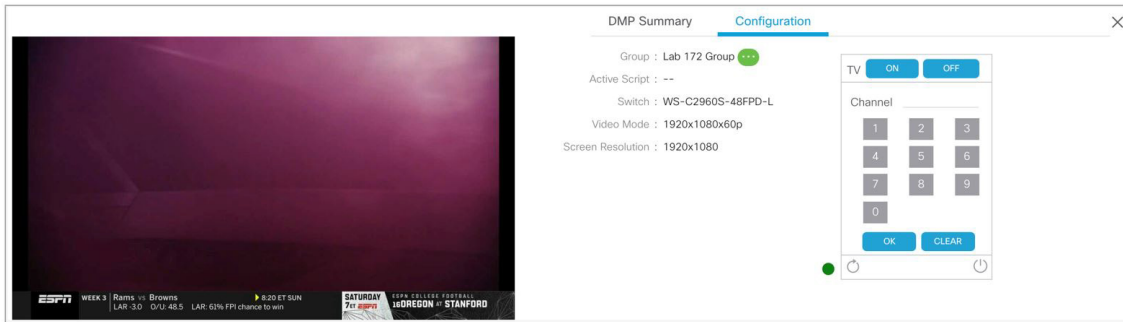 DMP Summary Configuration
Group : Lab 172 Group
Active Script : --
Switch : WS-C2960S-48FPD-L
Video Mode : 1920x1080x60p
Screen Resolution : 1920x1080
TV ON OFF
Channel
1 2 3
4 5 6
7 8 9
0
OK CLEAR
ESPN WEEK 3 Rams vs Browns 8:20 ET SUN
LAR -3.0 O/U: 48.5 LAR: 61% FPI chance to win
SATURDAY ESPN COLLEGE FOOTBALL
7ET ESPN 16 OREGON AT STANFORD